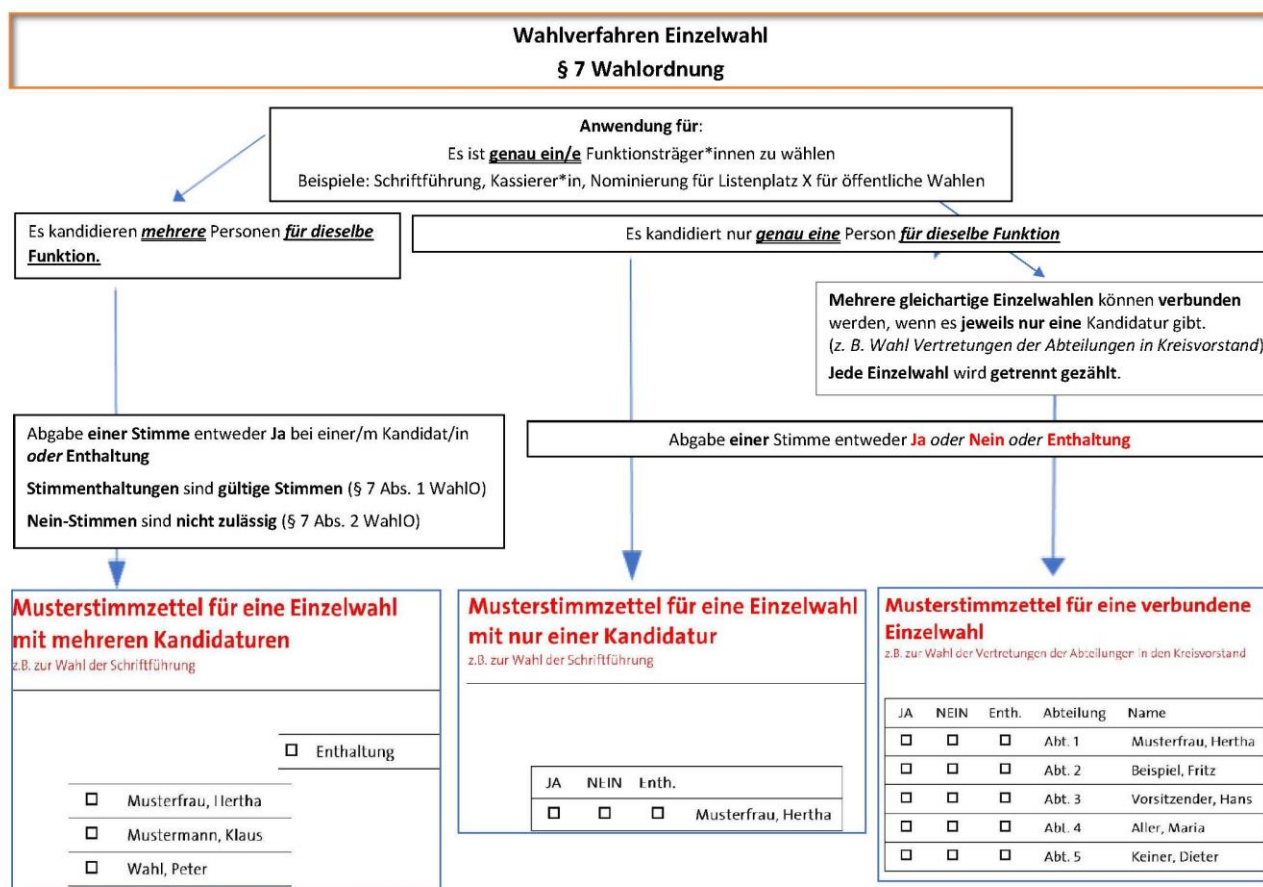 Wahlverfahren Einzelwahl
§ 7 Wahlordnung
Anwendung für:
Es ist genau ein/e Funktionsträger*innen zu wählen
Beispiele: Schriftführung, Kassierer*in, Nominierung für Listenplatz X für öffentliche Wahlen
Es kandidieren mehrere Personen für dieselbe
Funktion.
Es kandidiert nur genau eine Person für dieselbe Funktion
Mehrere gleichartige Einzelwahlen können verbunden
werden, wenn es jeweils nur eine Kandidatur gibt.
(z. B. Wahl Vertretungen der Abteilungen in Kreisvorstand)
Jede Einzelwahl wird getrennt gezählt.
Abgabe einer Stimme entweder Ja bei einer/m Kandidat/in
oder Enthaltung
Stimmenthaltungen sind gültige Stimmen (§ 7 Abs. 1 WahlO)
Nein-Stimmen sind nicht zulässig (§ 7 Abs. 2 WahlO)
Abgabe einer Stimme entweder Ja oder Nein oder Enthaltung
Musterstimmzettel für eine Einzelwahl
mit mehreren Kandidaturen
z.B. zur Wahl der Schriftführung
Enthaltung
Musterfrau, Hertha
Mustermann, Klaus
Wahl, Peter
Musterstimmzettel für eine Einzelwahl
mit nur einer Kandidatur
z.B. zur Wahl der Schriftführung
JA NEIN Enth.
Musterfrau, Hertha
Musterstimmzettel für eine verbundene
Einzelwahl
z.B. zur Wahl der Vertretungen der Abteilungen in den Kreisvorstand
JA NEIN Enth. Abteilung Name
Abt. 1 Musterfrau, Hertha
Abt. 2 Beispiel, Fritz
Abt. 3 Vorsitzender, Hans
Abt. 4 Aller, Maria
Abt. 5 Keiner, Dieter